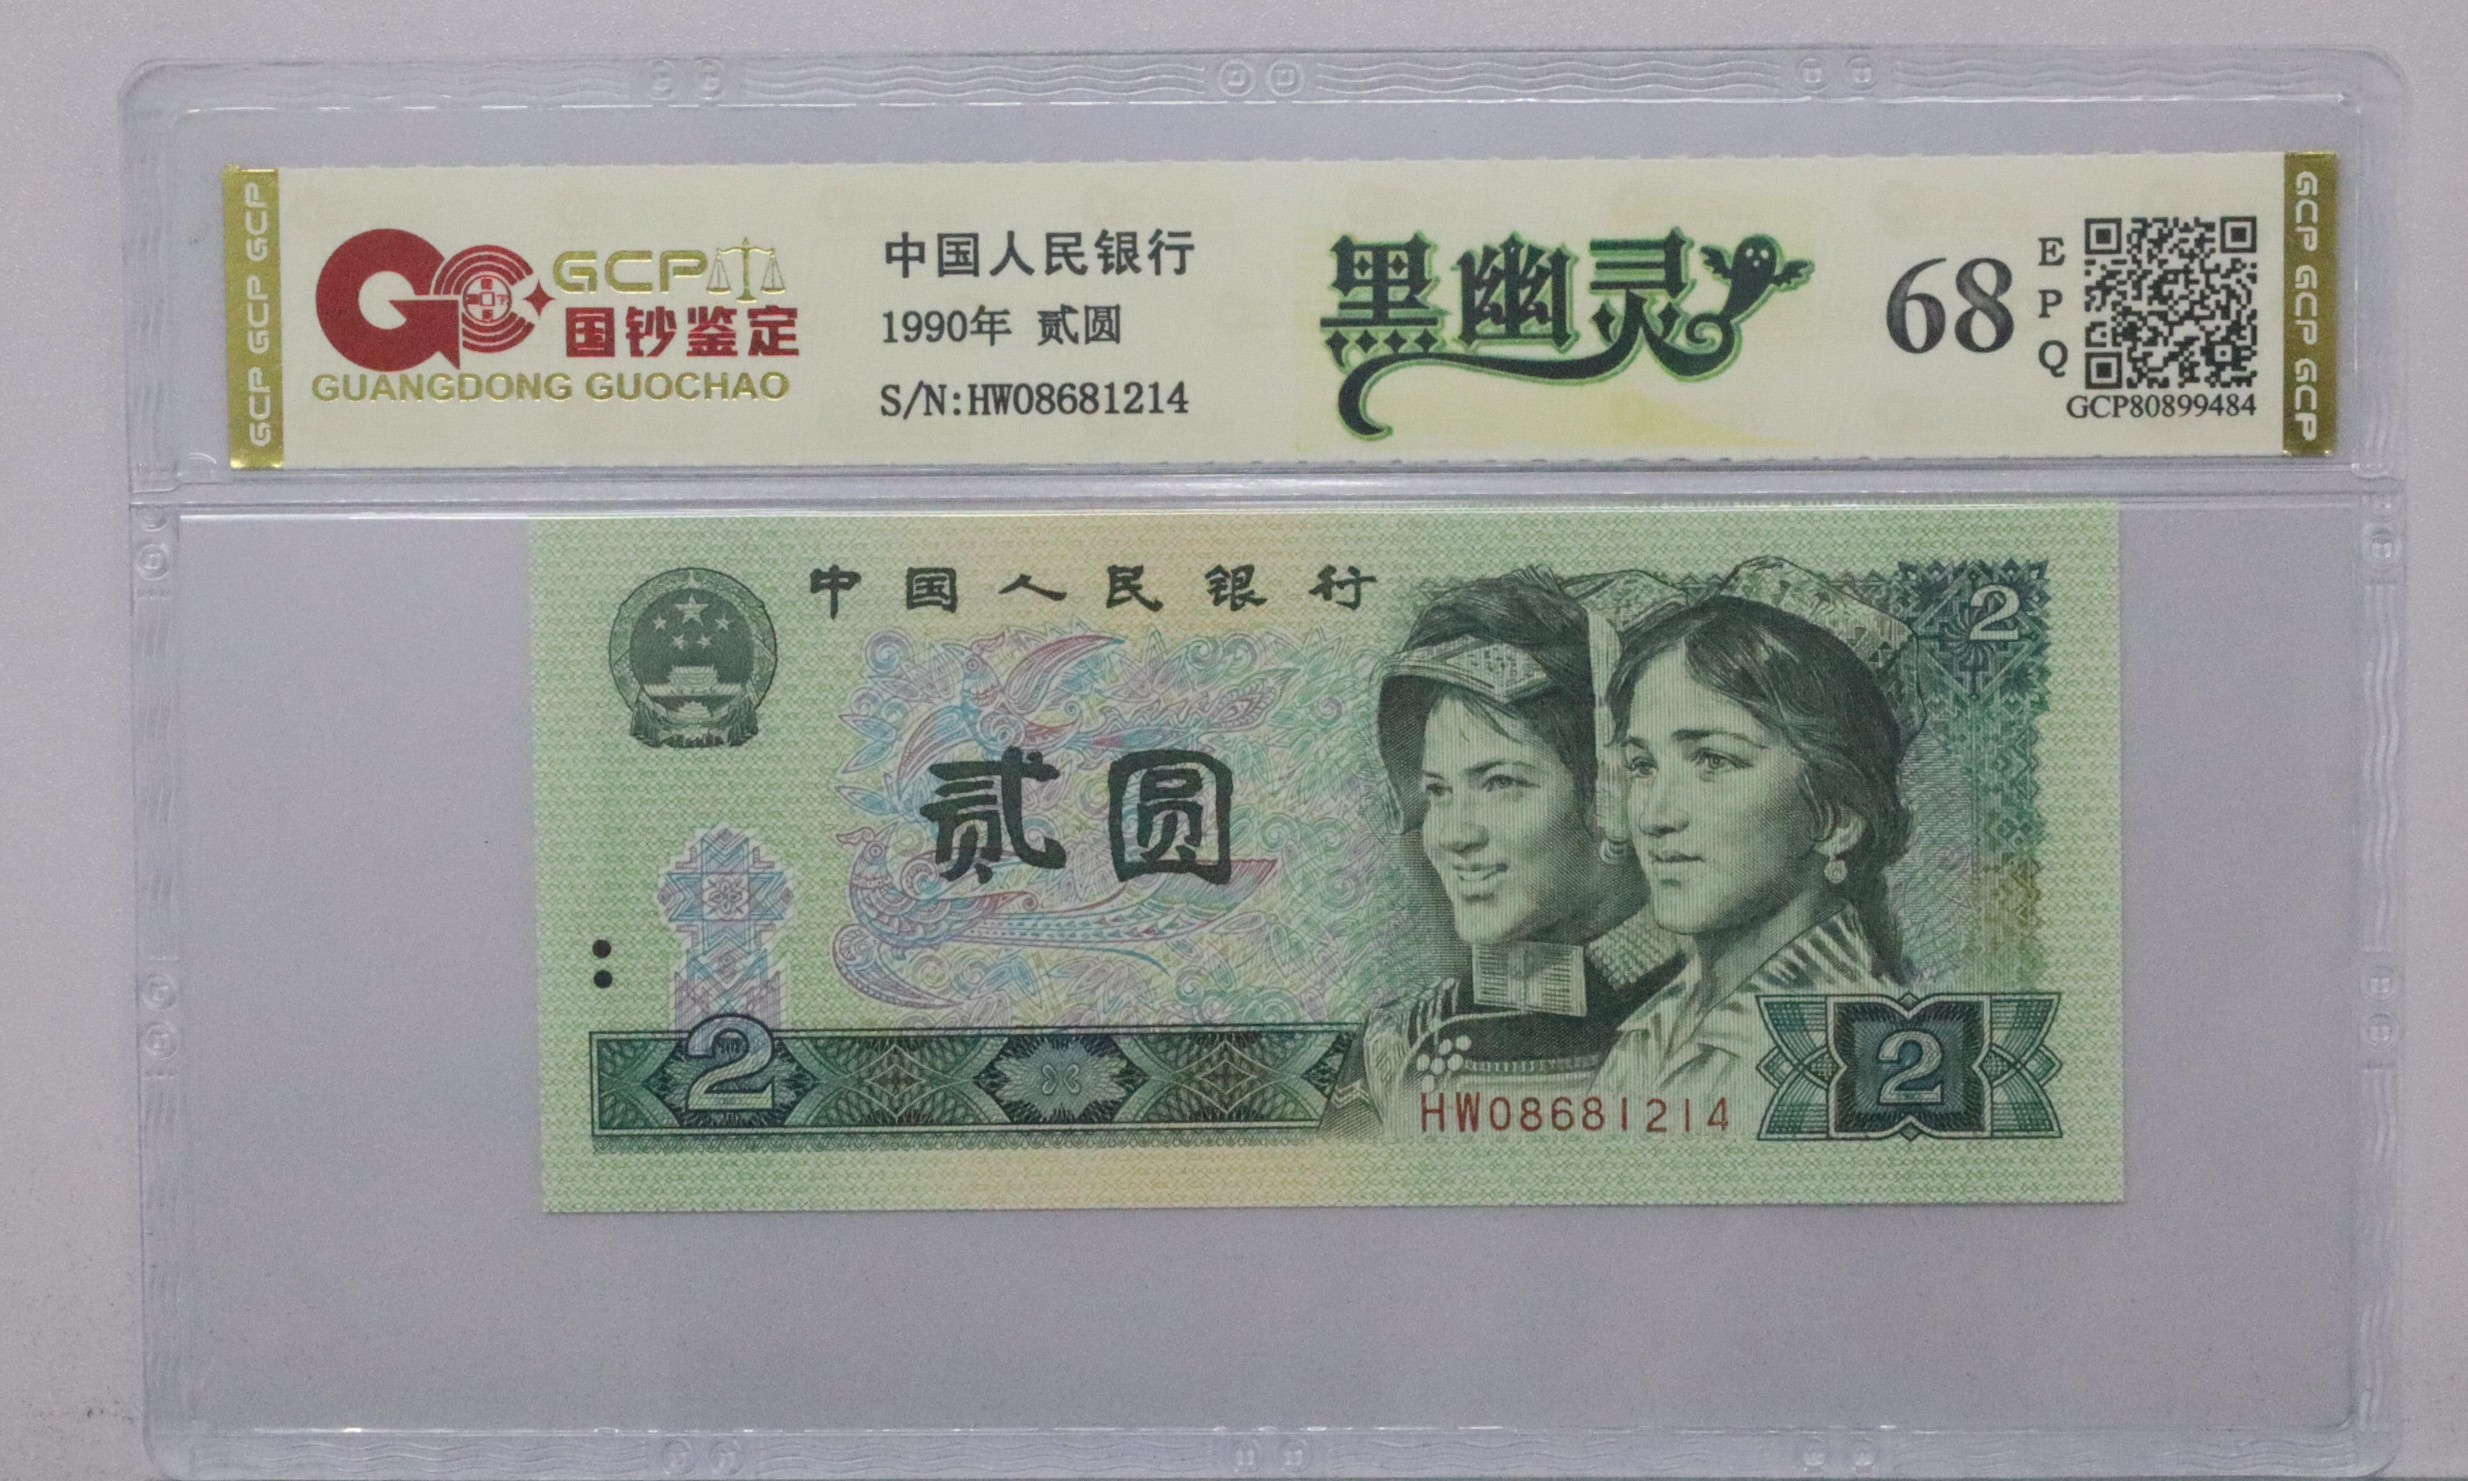 GCP GCP GCP
GCP
国钞鉴定
GUANGDONG GUOCHAO
中国人民银行
1990年 贰圆
S/N:HW08681214
黑幽灵
68
E
P
Q
GCP80899484
GCP GCP GCP
中国人民银行
2
贰圆
2
2
HW08681214